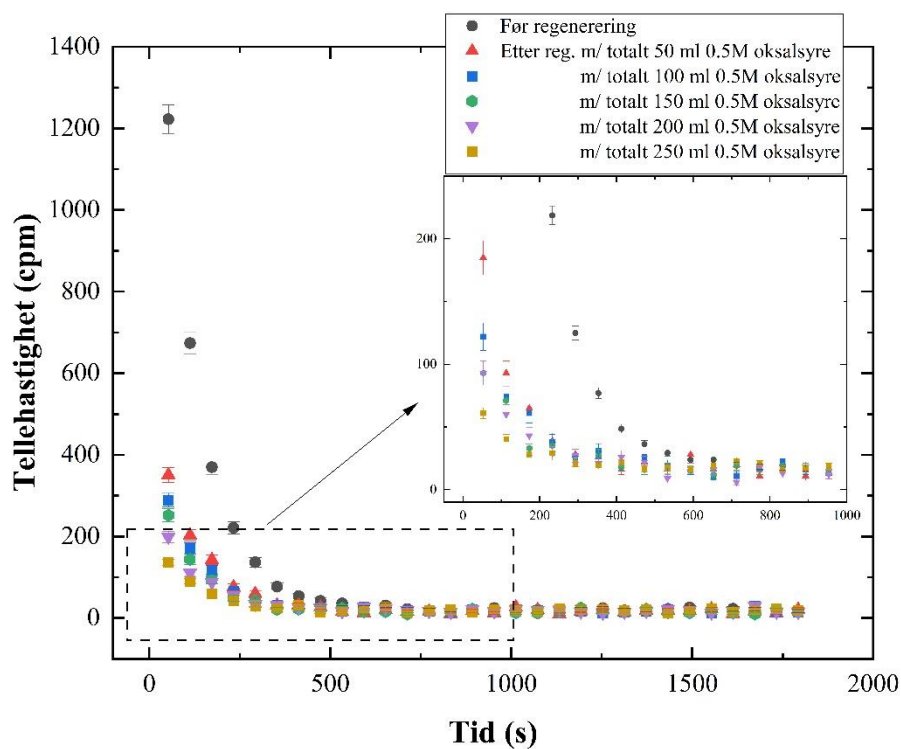 Før regenerering
Etter reg. m/ totalt 50 ml 0.5M oksalsyre
m/ totalt 100 ml 0.5M oksalsyre
m/ totalt 150 ml 0.5M oksalsyre
m/ totalt 200 ml 0.5M oksalsyre
m/ totalt 250 ml 0.5M oksalsyre
1400
1200
1000
800
600
400
200
0
Tellehastighet (cpm)
200
100
0
0 200 400 600 800 1000
0 500 1000 1500 2000
Tid (s)